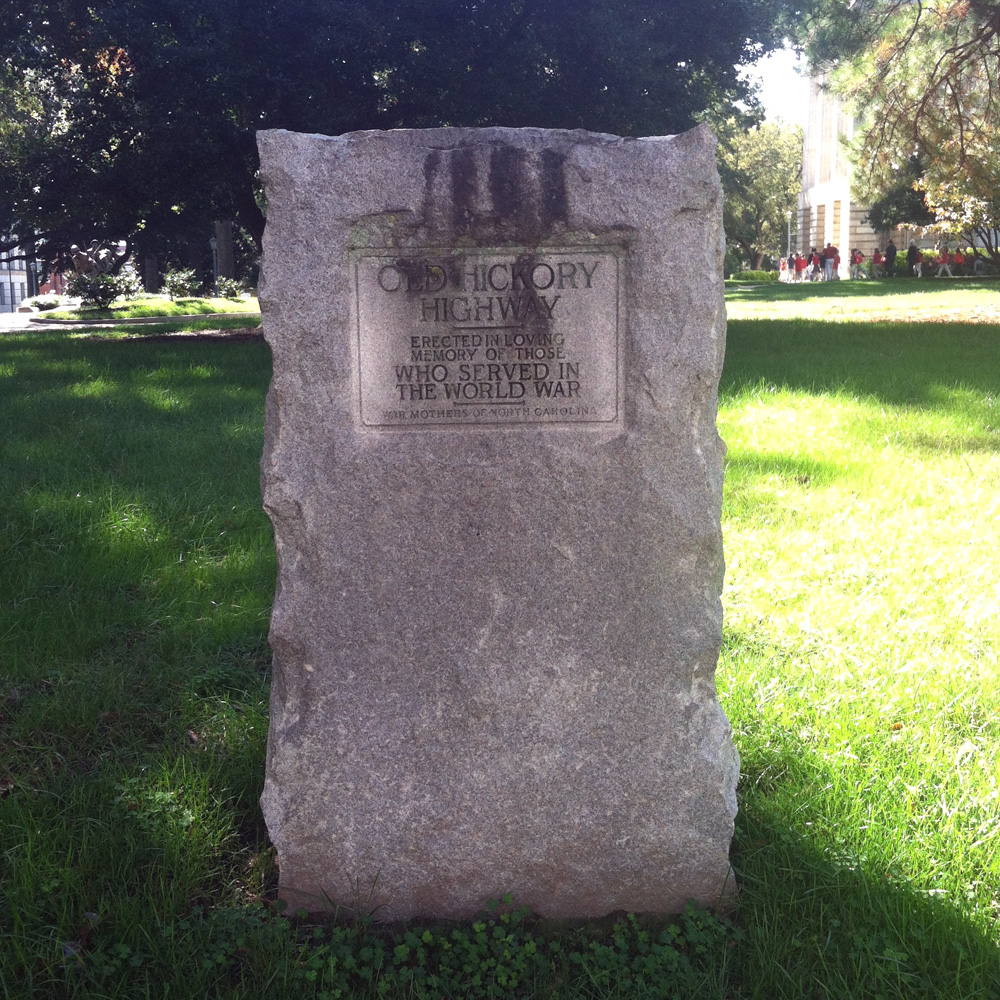 OLD HICKORY
HIGHWAY
ERECTED IN LOVING
MEMORY OF THOSE
WHO SERVED IN
THE WORLD WAR
WAR MOTHERS OF NORTH CAROLINA